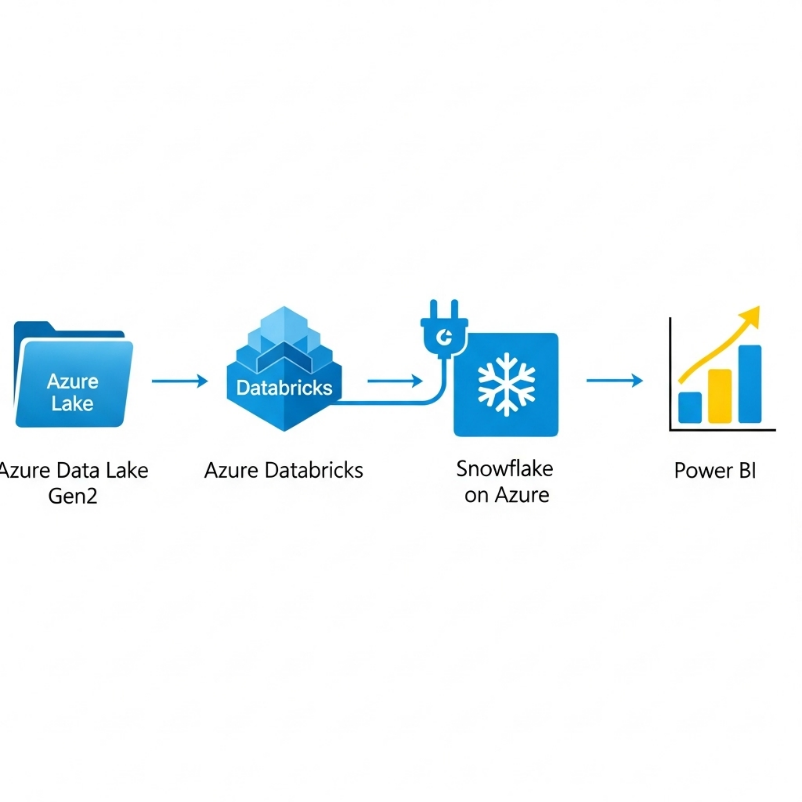 Azure
Lake
Databricks
Azure Data Lake
Gen2
Azure Databricks
Snowflake
on Azure
Power BI